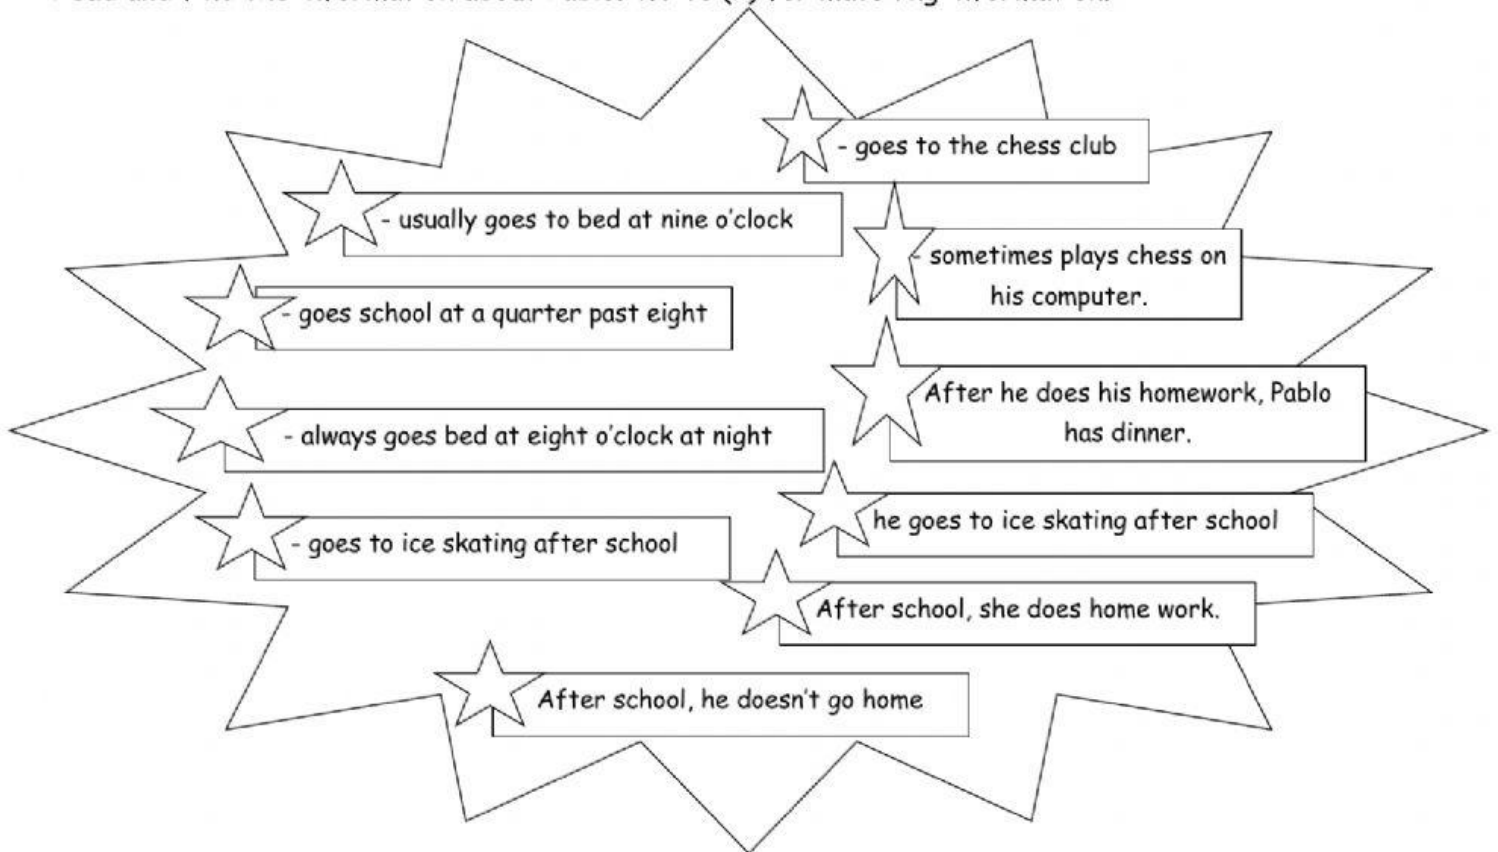 - goes to the chess club
- usually goes to bed at nine o'clock
- sometimes plays chess on
his computer.
- goes school at a quarter past eight
After he does his homework, Pablo
has dinner.
- always goes bed at eight o'clock at night
he goes to ice skating after school
- goes to ice skating after school
After school, she does home work.
After school, he doesn't go home